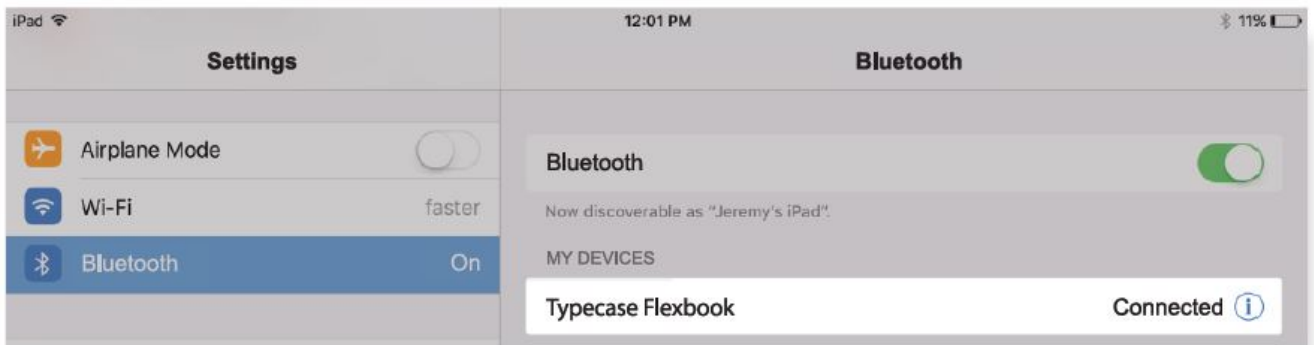 iPad 12:01 PM 11%
Settings
Airplane Mode
Wi-Fi faster
Bluetooth On
Bluetooth
Bluetooth
Now discoverable as "Jeremy's iPad".
MY DEVICES
Typecase Flexbook Connected